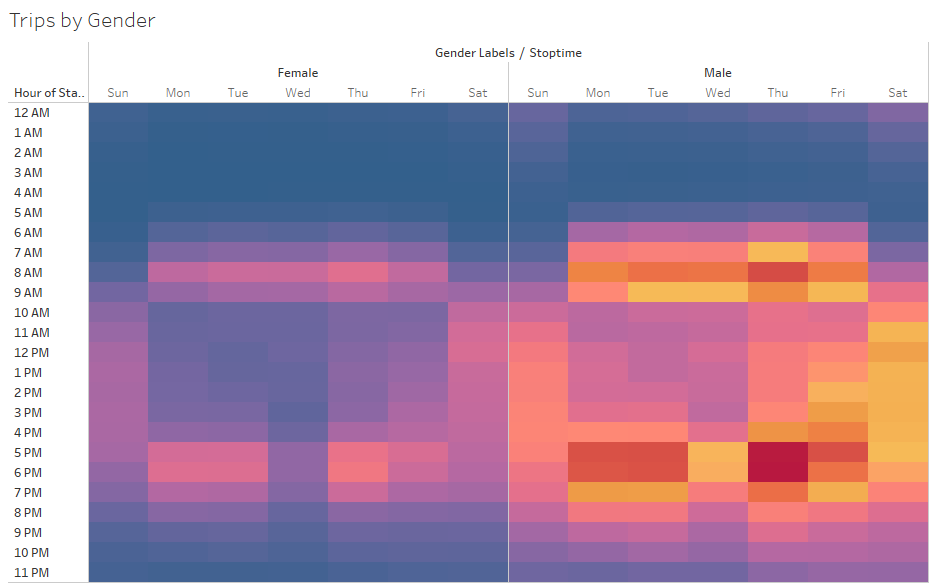 Trips by Gender
Gender Labels / Stoptime
Female Male
Hour of Sta.. Sun Mon Tue Wed Thu Fri Sat Sun Mon Tue Wed Thu Fri Sat
12 AM
1 AM
2 AM
3 AM
4 AM
5 AM
6 AM
7 AM
8 AM
9 AM
10 AM
11 AM
12 PM
1 PM
2 PM
3 PM
4 PM
5 PM
6 PM
7 PM
8 PM
9 PM
10 PM
11 PM